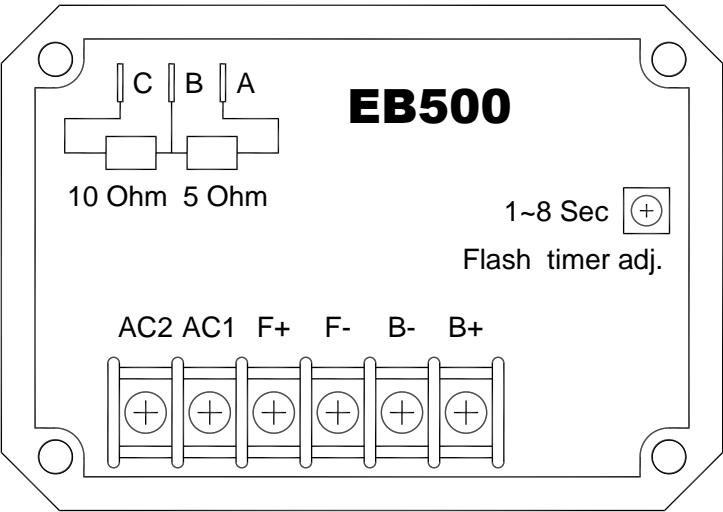 C B A
EB500
10 Ohm 5 Ohm
1~8 Sec
Flash timer adj.
AC2 AC1 F+ F- B- B+